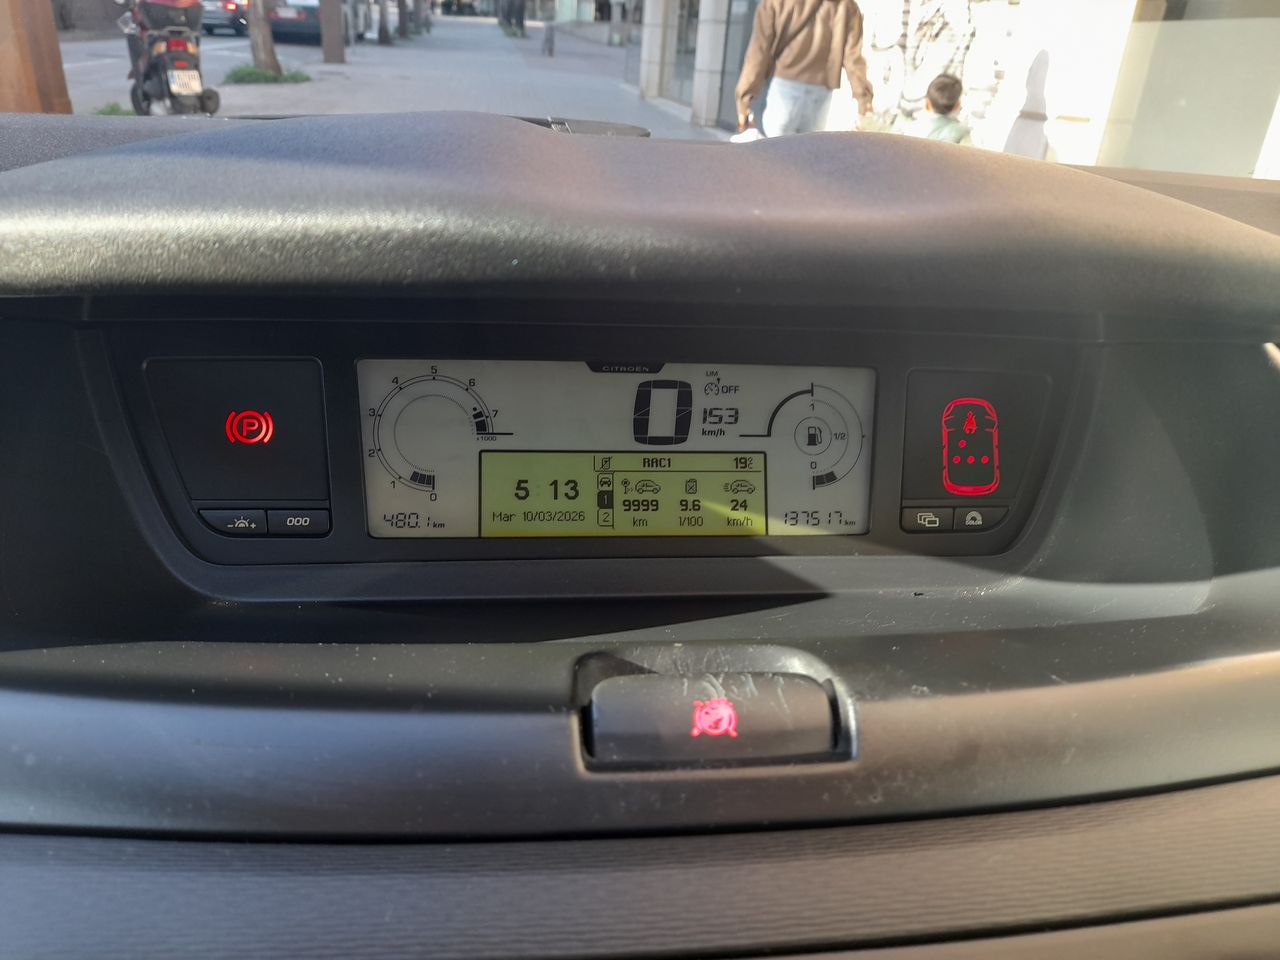 CITROËN
4 5 6
3 7
x1000
2
1 0
480.1 km
LIM
OFF
0 153
km/h
1
1/2
0
RAC1 19°C
5:13
Mar 10/03/2026
1
2
9999 9.6 24
km l/100 km/h
137517 km
P
000
COLOR